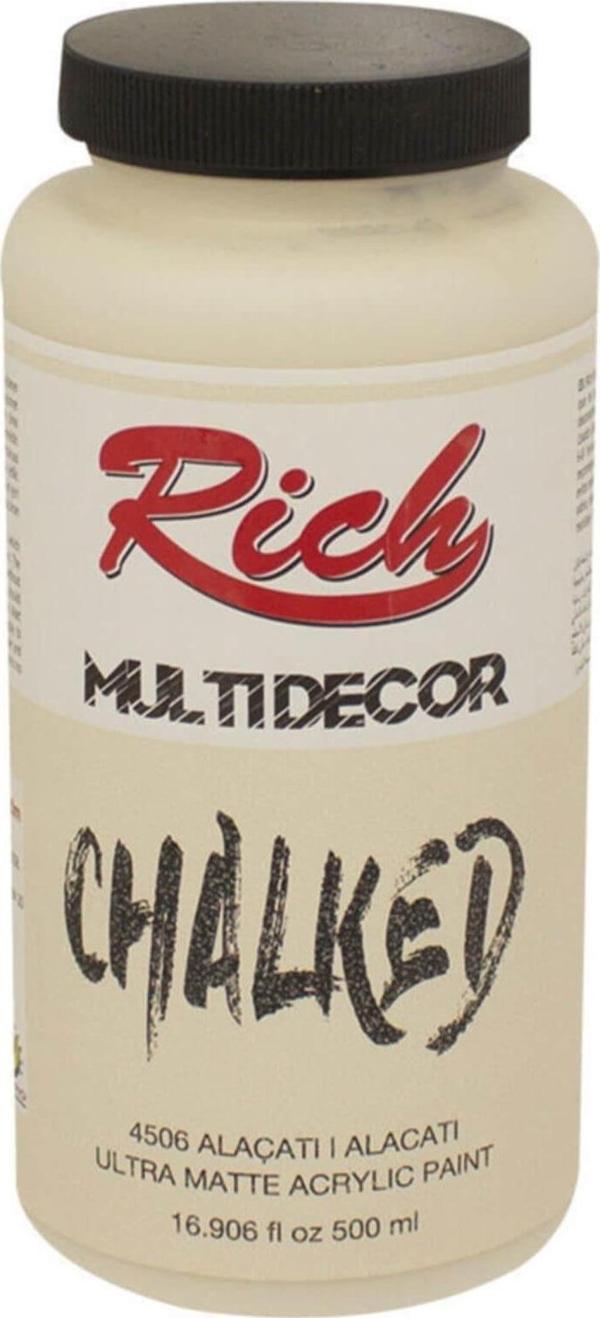 Rich
MULTIDECOR
CHALKED
4506 ALAÇATI | ALACATI
ULTRA MATTE ACRYLIC PAINT
16.906 fl oz 500 ml